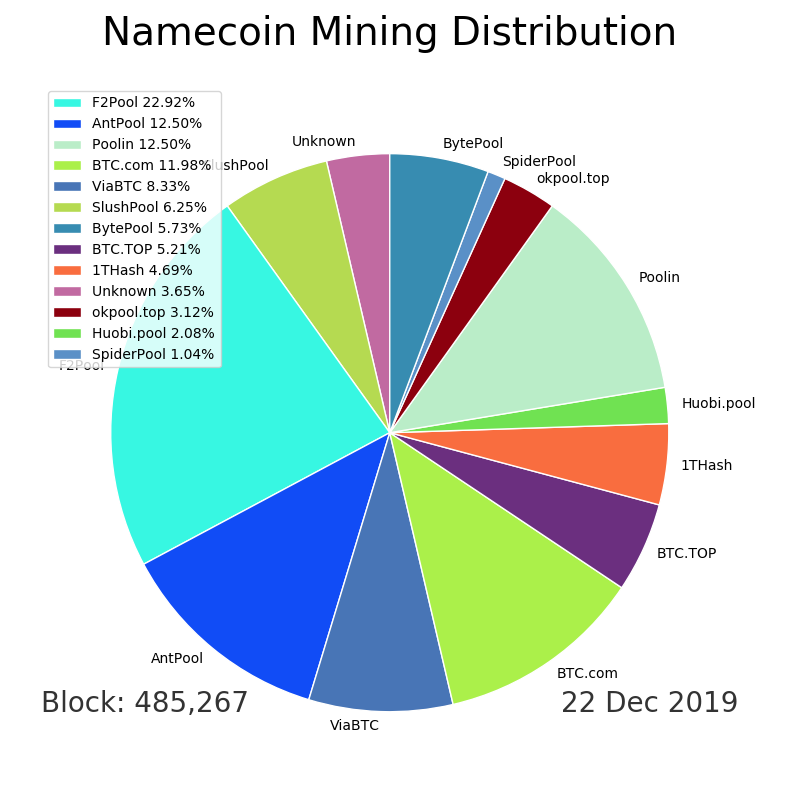 Namecoin Mining Distribution
F2Pool 22.92%
AntPool 12.50%
Poolin 12.50%
BTC.com 11.98%
ViaBTC 8.33%
SlushPool 6.25%
BytePool 5.73%
BTC.TOP 5.21%
1THash 4.69%
Unknown 3.65%
okpool.top 3.12%
Huobi.pool 2.08%
SpiderPool 1.04%
Unknown
BytePool
SlushPool
SpiderPool
okpool.top
Poolin
F2Pool
Huobi.pool
1THash
BTC.TOP
AntPool
BTC.com
ViaBTC
Block: 485,267
22 Dec 2019